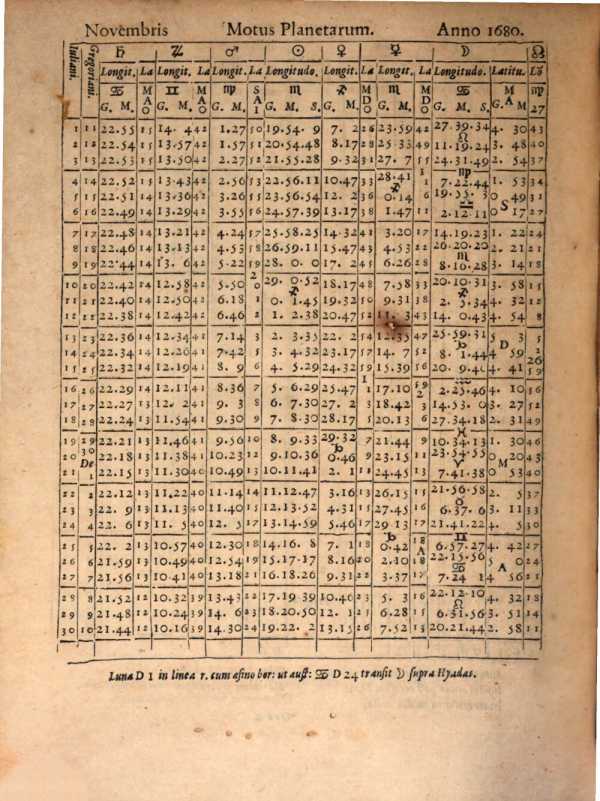 Novembris Motus Planetarum. Anno 1680.
Iuliani. Gregoriani. ♄ ♃ ♂ ☉ ♀ ☿ ☽ ☊
Longit. La Longit. La Longit. La Longitudo. Longit. La Longit. La Longitudo. Latitu. Lō
♋ M A O ♊ M A O ♍ S A I ♏ ♐ M D O ♏ M D O ♋ M A ♍
G. M. G. M. G. M. G. M. S. G. M. G. M. G. M. S. G. M. 27
1 11 22.55 15 14. 4 42 1.27 50 19.54. 9 7. 2 26 23.59 42 27.39.34 4. 30 43
♌
2 12 22.54 15 13.57 42 1.57 51 20.54.48 8.17 28 25.33 49 11.19.24 3. 48 40
3 13 22.53 15 13.50 42 2.27 52 21.55.28 9.32 31 27. 7 55 24.31.49 2. 54 37
♍
4 14 22.52 15 13.43 42 2.56 53 22.56.11 10.47 33 28.41 1 7.22.44 1. 53 34
♐
5 15 22.51 14 13.36 42 3.26 55 23.56.54 12. 2 36 0.14 6 19.55. 3 0 49 31
♎ S
6 16 22.49 14 13.29 42 3.55 56 24.57.39 13.17 38 1.47 11 2.12.11 0 17 27
7 17 22.48 14 13.21 42 4.24 57 25.58.25 14.32 41 3.20 17 14.19.23 1. 22 24
8 18 22.46 14 13.13 42 4.53 58 26.59.11 15.47 43 4.53 22 26.20.20 2. 21 21
♏
9 19 22.44 14 13. 6 42 5.22 59 28. 0. 0 17. 2 45 6.26 28 8.16.28 3. 14 18
10 20 22.42 14 12.58 42 5.50 0 29. 0.52 18.17 48 7.58 33 20.10.31 3. 58 15
♐ ♐
11 21 22.40 14 12.50 42 6.18 1 0. 1.45 19.32 50 9.31 38 2. 5.34 4. 32 12
12 22 22.38 14 12.42 42 6.46 2 1. 2.38 20.47 52 11. 3 43 14. 0.43 4. 54 8
13 23 22.36 14 12.34 41 7.14 3 2. 3.35 22. 2 54 12.35 47 25.59.31 5 3 5
♑ D
14 24 22.34 14 12.26 41 7.42 5 3. 4.32 23.17 57 14. 7 52 8. 1.44 4 59 2
26
15 25 22.32 14 12.19 41 8. 9 6 4. 5.29 24.32 59 15.39 56 20. 9.46 4. 41 59
♒
16 26 22.29 14 12.11 41 8.36 7 5. 6.29 25.47 1 17.10 59 2.25.46 4. 10 56
17 27 22.27 13 12. 2 41 9. 3 8 6. 7.30 27. 2 3 18.42 3 14.53. 0 3. 27 52
18 28 22.24 13 11.54 41 9.30 9 7. 8.30 28.17 5 20.13 6 27.34.18 2. 31 49
♓
19 29 22.21 13 11.46 41 9.56 10 8. 9.33 29.32 7 21.44 9 10.34.13 1. 30 46
♑
20 30 22.18 13 11.38 41 10.23 12 9.10.36 0.46 9 23.15 11 23.54.55 0 20 43
De ♈ M
21 1 22.15 13 11.30 40 10.49 13 10.11.41 2. 1 11 24.45 13 7.41.38 0 53 40
22 2 22.12 13 11.22 40 11.14 14 11.12.47 3.16 13 26.15 15 21.56.58 2. 5 37
♉
23 3 22. 9 13 11.13 40 11.40 15 12.13.52 4.31 15 27.45 16 6.37. 6 3. 11 33
24 4 22. 6 13 11. 5 40 12. 5 17 13.14.59 5.46 17 29.13 17 21.41.22 4. 5 30
♑ ♊
25 5 22. 2 13 10.57 40 12.30 18 14.16. 8 7. 1 18 0.42 18 6.57.27 4. 42 27
A
26 6 21.59 13 10.49 40 12.54 19 15.17.17 8.16 20 2.10 18 22.15.56 5 24
♋ A
27 7 21.56 13 10.41 40 13.18 21 16.18.26 9.31 22 3.37 17 7.24 1 4 56 21
28 8 21.52 13 10.32 39 13.42 22 17.19.39 10.46 23 5. 3 16 22.12.10 4. 32 18
♌
29 9 21.48 13 10.24 39 14. 6 23 18.20.50 12. 1 25 6.28 15 6.31.56 3. 51 14
30 10 21.44 12 10.16 39 14.30 24 19.22. 2 13.15 26 7.52 13 20.21.44 2. 58 11
Luna D 1 in linea r. cum asino bor: ut aust: ♋ D 24 transit ☽ supra Hyadas.